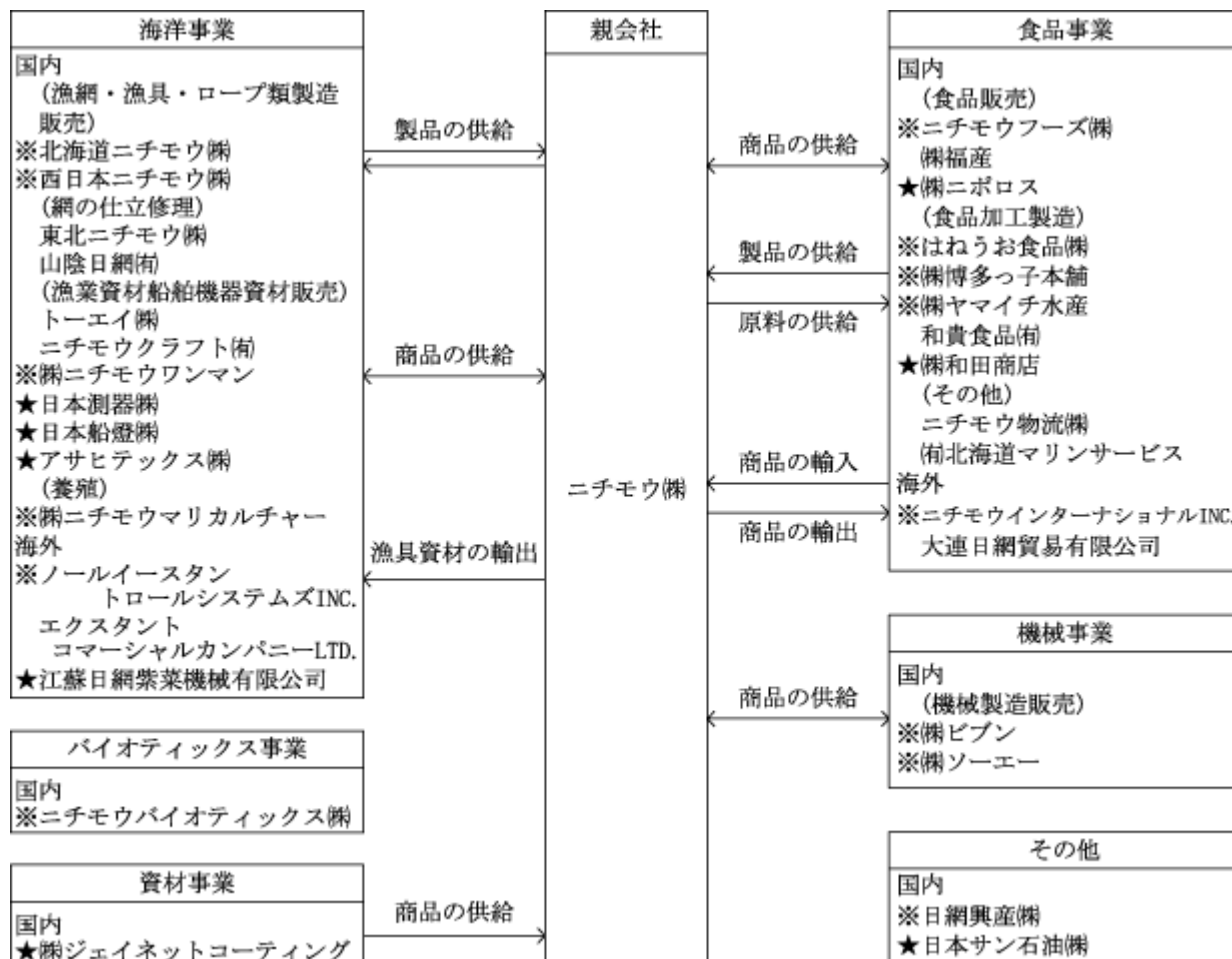 海洋事業
国内
(漁網・漁具・ロープ類製造
販売)
※北海道ニチモウ㈱
※西日本ニチモウ㈱
(網の仕立修理)
東北ニチモウ㈱
山陰日網㈲
(漁業資材船舶機器資材販売)
トーエイ㈱
ニチモウクラフト㈲
※㈱ニチモウワンマン
★日本測器㈱
★日本船燈㈱
★アサヒテックス㈱
(養殖)
※㈱ニチモウマリカルチャー
海外
※ノールイースタン
トロールシステムズINC.
エクスタント
コマーシャルカンパニーLTD.
★江蘇日網紫菜機械有限公司
バイオティックス事業
国内
※ニチモウバイオティックス㈱
資材事業
国内
★㈱ジェイネットコーティング
製品の供給
商品の供給
漁具資材の輸出
商品の供給
親会社
ニチモウ㈱
商品の供給
製品の供給
原料の供給
商品の輸入
商品の輸出
商品の供給
食品事業
国内
(食品販売)
※ニチモウフーズ㈱
㈱福産
★㈱ニポロス
(食品加工製造)
※はねうお食品㈱
※㈱博多っ子本舗
※㈱ヤマイチ水産
和貴食品㈲
★㈱和田商店
(その他)
ニチモウ物流㈱
㈲北海道マリンサービス
海外
※ニチモウインターナショナルINC.
大連日網貿易有限公司
機械事業
国内
(機械製造販売)
※㈱ビブン
※㈱ソーエー
その他
国内
※日網興産㈱
★日本サン石油㈱